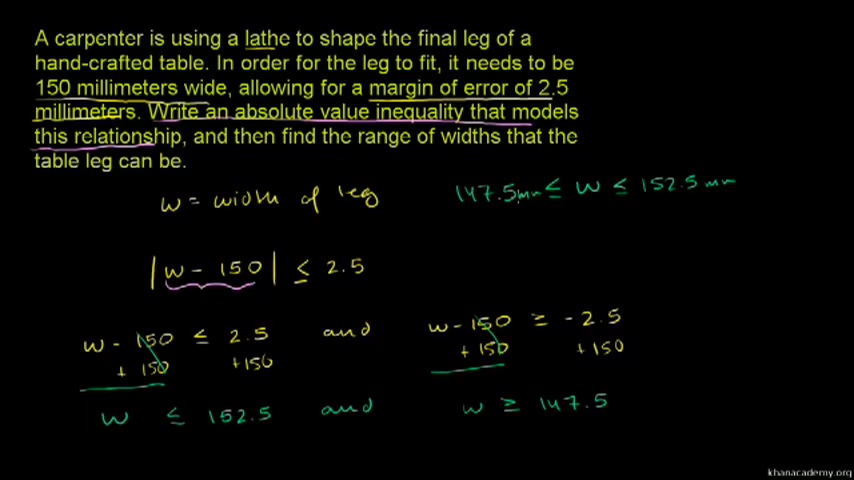 A carpenter is using a lathe to shape the final leg of a
hand-crafted table. In order for the leg to fit, it needs to be
150 millimeters wide, allowing for a margin of error of 2.5
millimeters. Write an absolute value inequality that models
this relationship, and then find the range of widths that the
table leg can be.
w = width of leg
147.5mm ≤ w ≤ 152.5 mm
|w - 150| ≤ 2.5
w - 150 ≤ 2.5 and w - 150 ≥ -2.5
+ 150 +150 + 150 +150
w ≤ 152.5 and w ≥ 147.5
khanacademy.org